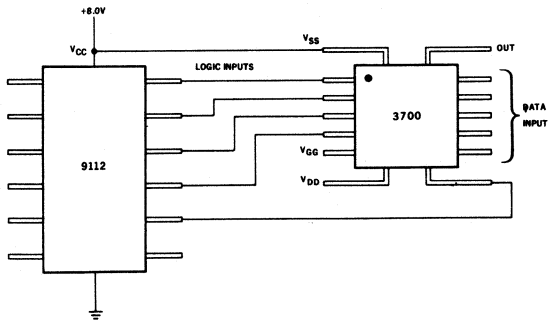 +8.0V
VCC
VSS
OUT
LOGIC INPUTS
3700
DATA
INPUT
9112
VGG
VDD